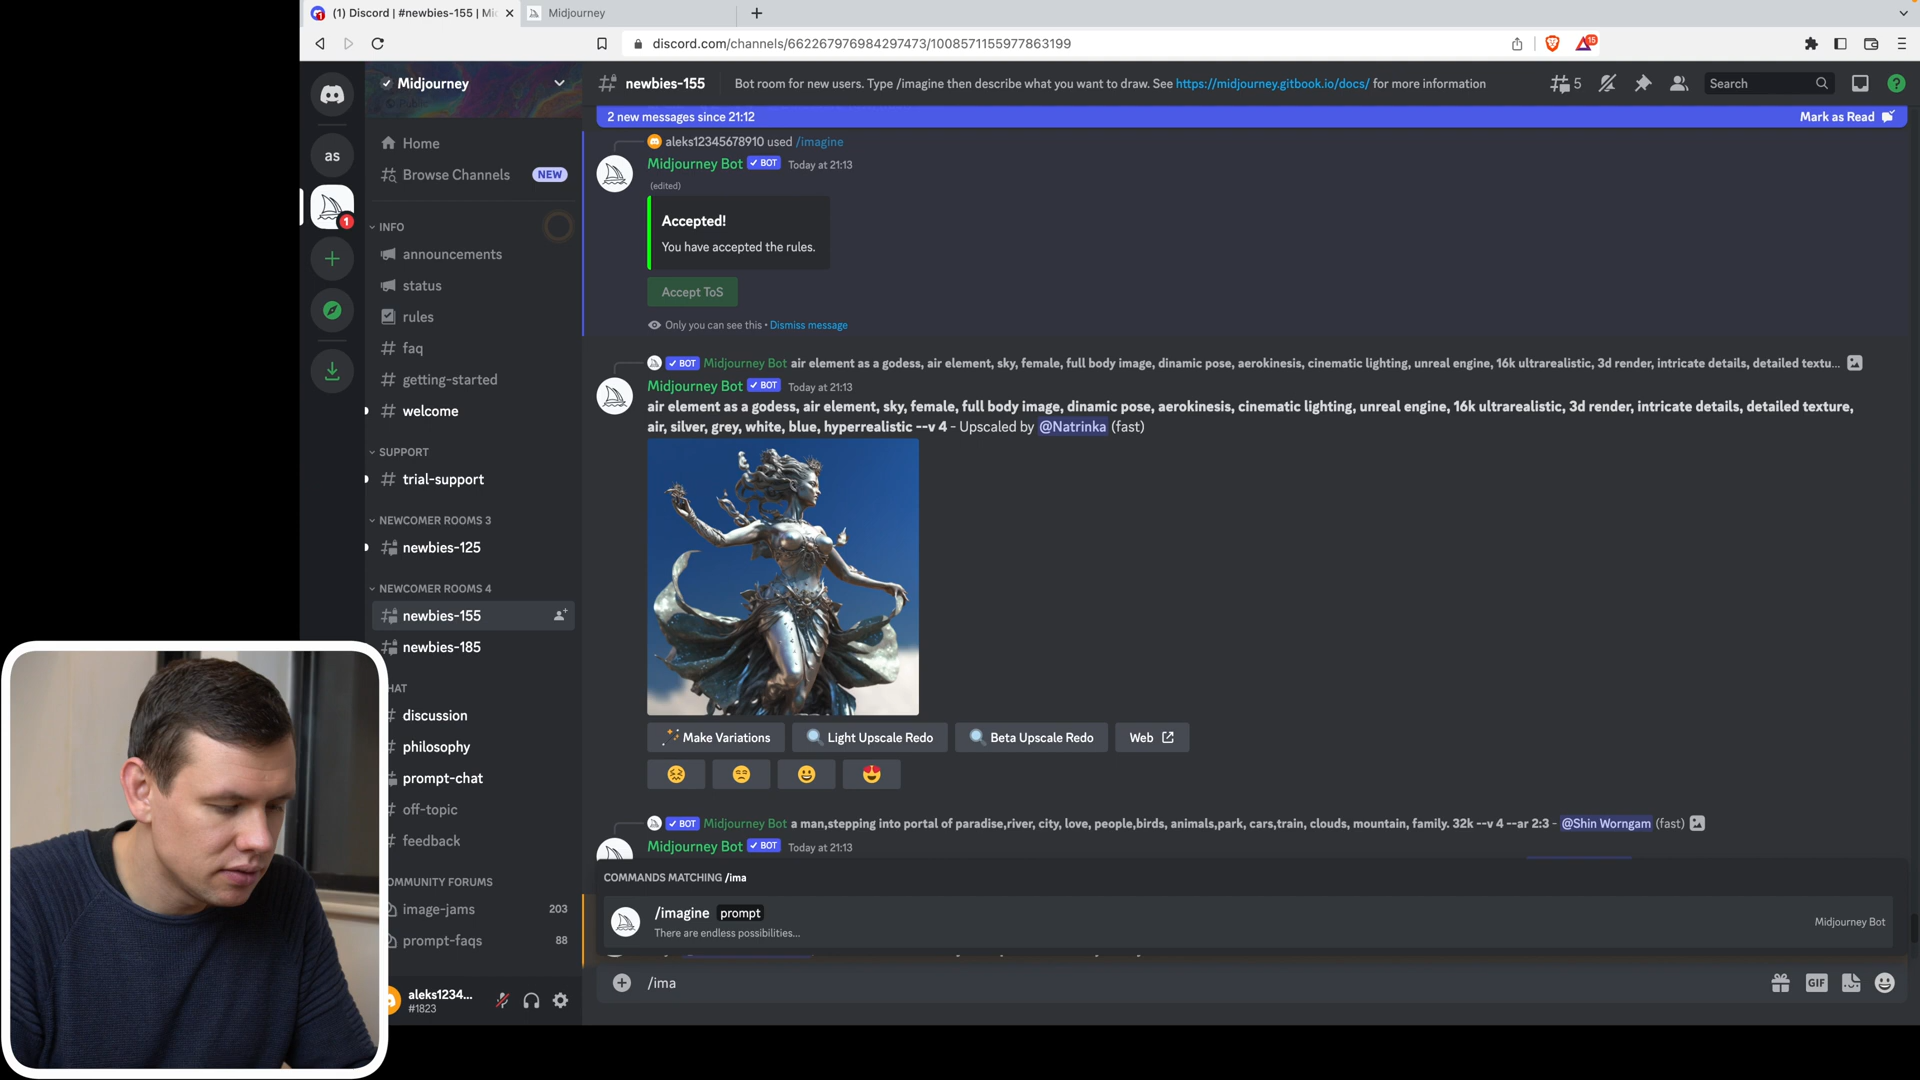 (1) Discord | #newbies-155 | Mi
Midjourney
discord.com/channels/662267976984297473/1008571155977863199
15
Midjourney
Public
newbies-155
Bot room for new users. Type /imagine then describe what you want to draw. See https://midjourney.gitbook.io/docs/ for more information
5
Search
2 new messages since 21:12
Mark as Read
as
1
Home
Browse Channels
NEW
INFO
announcements
status
rules
faq
getting-started
welcome
SUPPORT
trial-support
NEWCOMER ROOMS 3
newbies-125
NEWCOMER ROOMS 4
newbies-155
newbies-185
HAT
discussion
philosophy
prompt-chat
off-topic
feedback
OMMUNITY FORUMS
image-jams 203
prompt-faqs 88
aleks1234...
#1823
aleks12345678910 used /imagine
Midjourney Bot BOT Today at 21:13
(edited)
Accepted!
You have accepted the rules.
Accept ToS
Only you can see this • Dismiss message
BOT Midjourney Bot air element as a godess, air element, sky, female, full body image, dinamic pose, aerokinesis, cinematic lighting, unreal engine, 16k ultrarealistic, 3d render, intricate details, detailed textu...
Midjourney Bot BOT Today at 21:13
air element as a godess, air element, sky, female, full body image, dinamic pose, aerokinesis, cinematic lighting, unreal engine, 16k ultrarealistic, 3d render, intricate details, detailed texture,
air, silver, grey, white, blue, hyperrealistic --v 4 - Upscaled by @Natrinka (fast)
Make Variations
Light Upscale Redo
Beta Upscale Redo
Web
BOT Midjourney Bot a man,stepping into portal of paradise,river, city, love, people,birds, animals,park, cars,train, clouds, mountain, family. 32k --v 4 --ar 2:3 - @Shin Worngam (fast)
Midjourney Bot BOT Today at 21:13
COMMANDS MATCHING /ima
/imagine prompt
There are endless possibilities...
Midjourney Bot
/ima
GIF